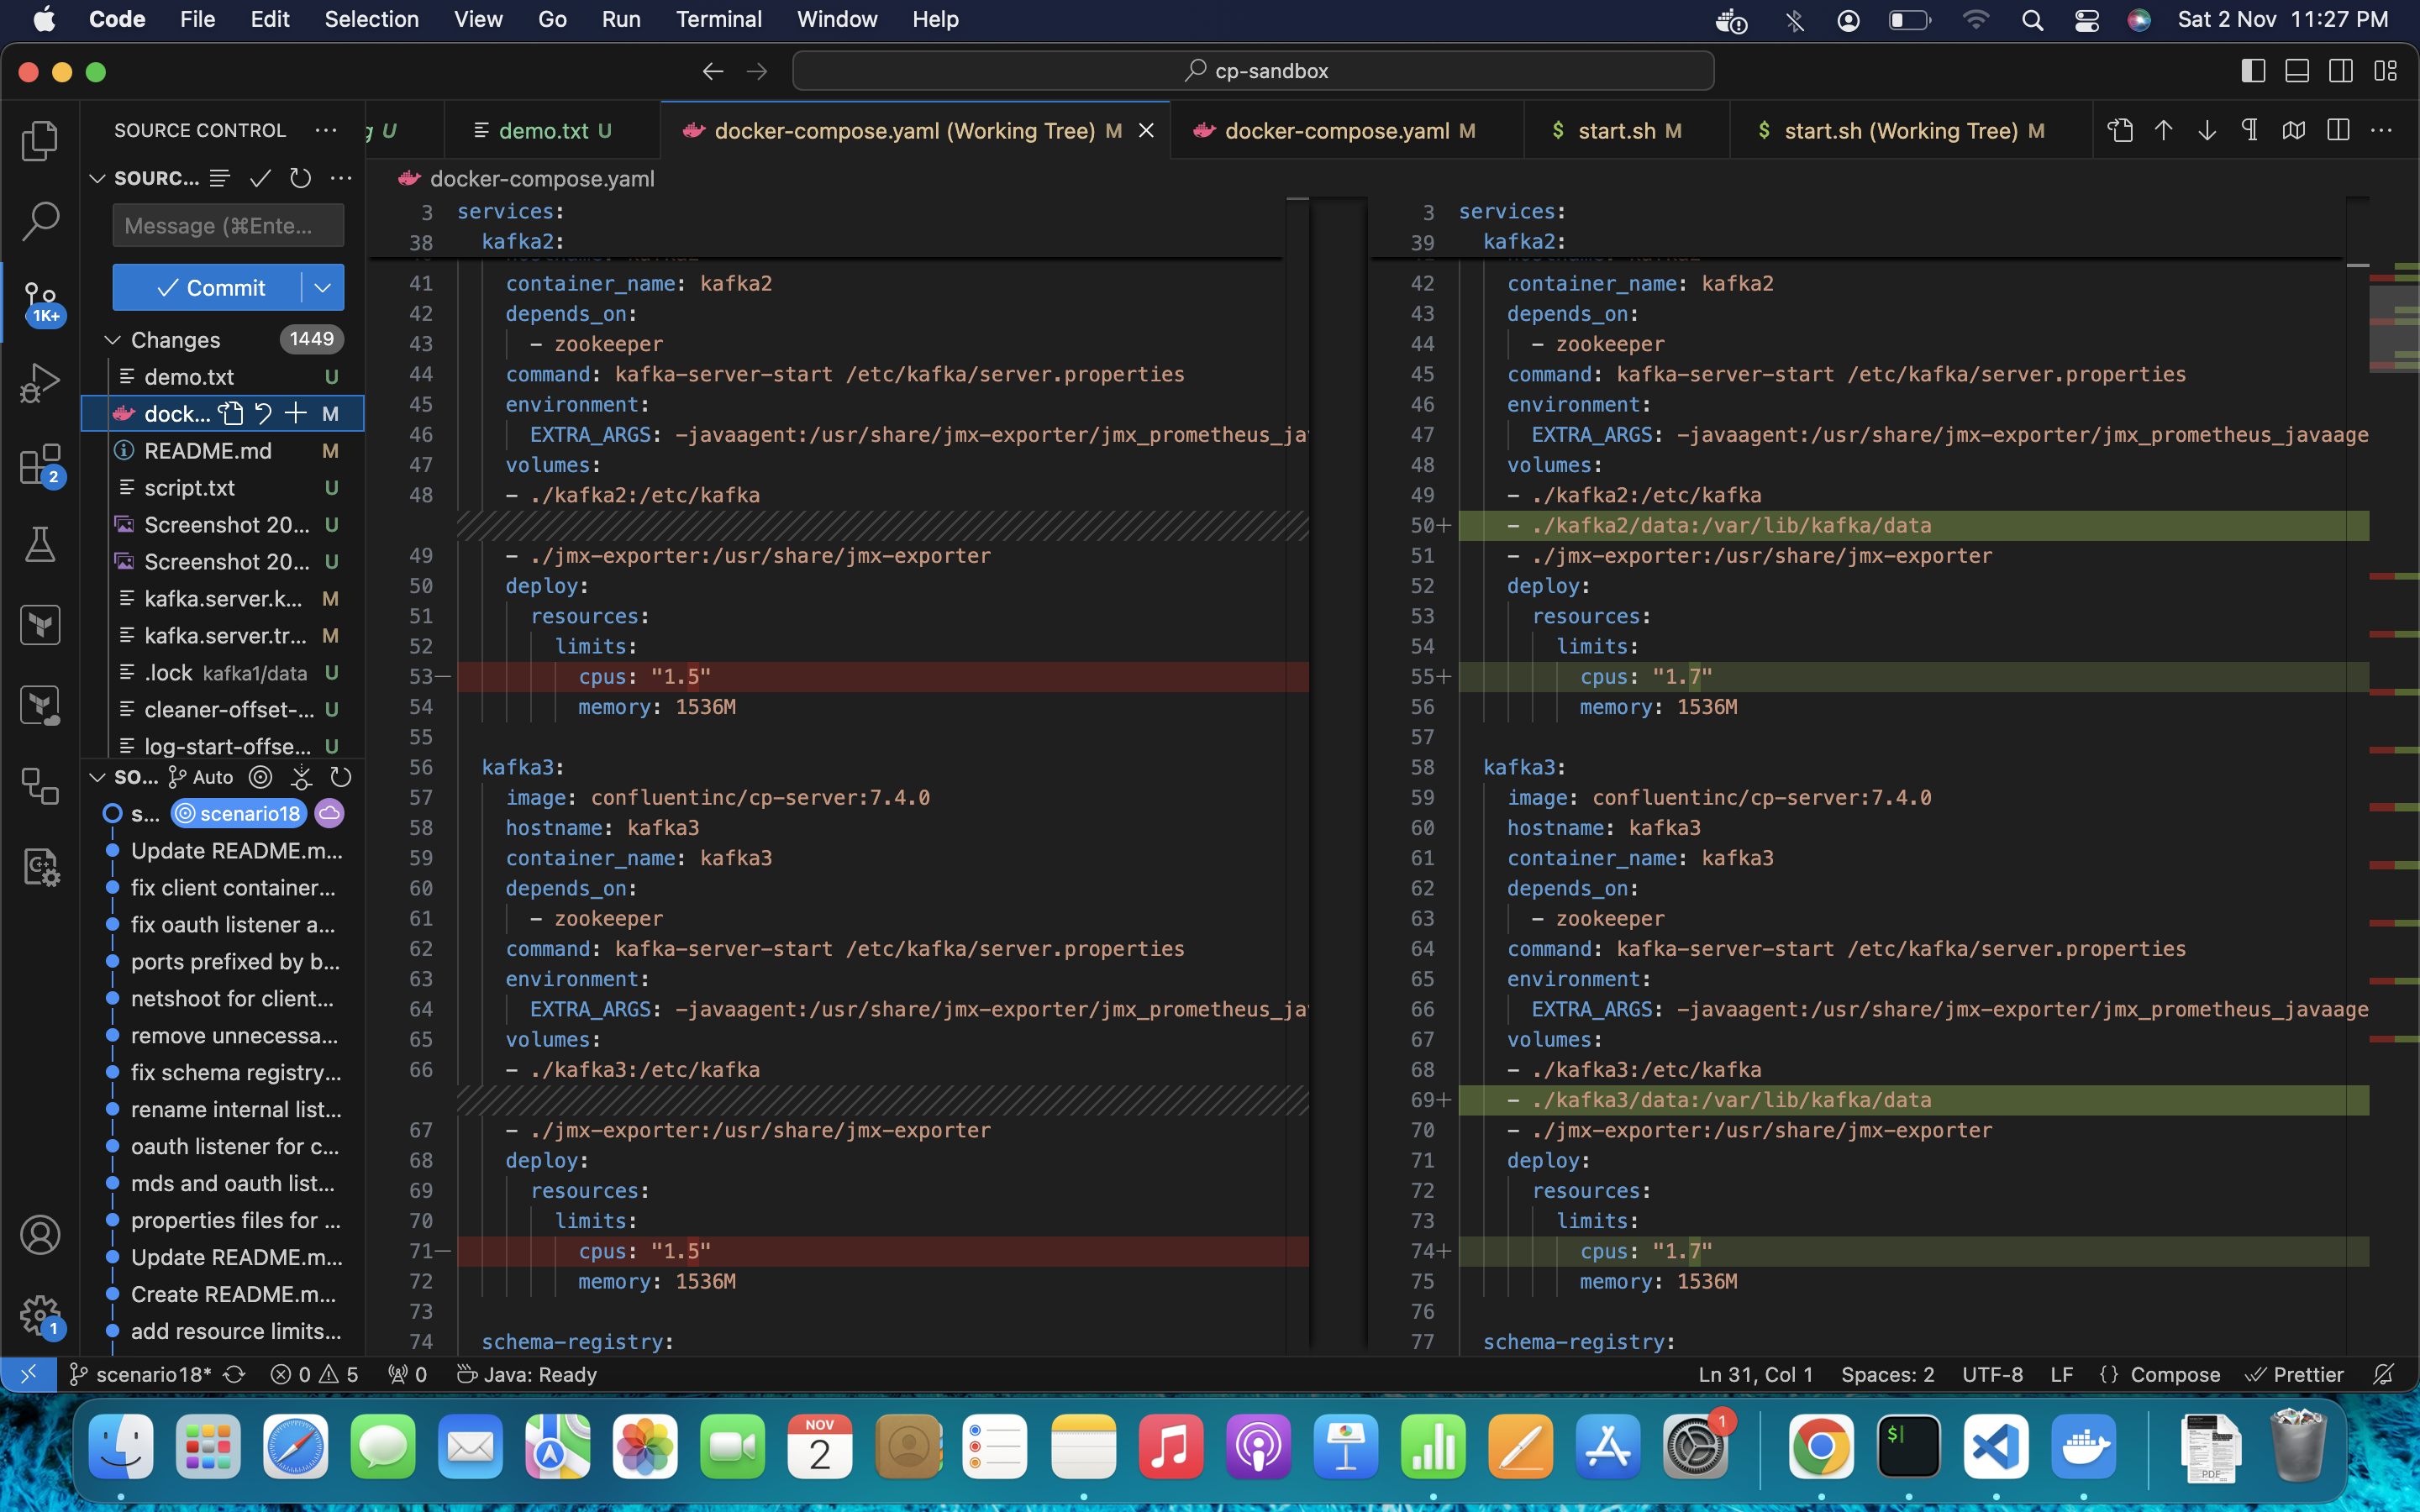 Code File Edit Selection View Go Run Terminal Window Help Sat 2 Nov 11:27 PM
cp-sandbox
SOURCE CONTROL
g U
demo.txt U
docker-compose.yaml (Working Tree) M
docker-compose.yaml M
$ start.sh M
$ start.sh (Working Tree) M
SOURC...
Message (⌘Ente...
Commit
1K+
Changes 1449
demo.txt U
dock... M
README.md M
2
script.txt U
Screenshot 20... U
Screenshot 20... U
kafka.server.k... M
kafka.server.tr... M
.lock kafka1/data U
cleaner-offset-... U
log-start-offse... U
SO... Auto
s... scenario18
Update README.m...
fix client container...
fix oauth listener a...
ports prefixed by b...
netshoot for client...
remove unnecessa...
fix schema registry...
rename internal list...
oauth listener for c...
mds and oauth list...
properties files for ...
Update README.m...
Create README.m...
add resource limits...
1
docker-compose.yaml
3 services:
38 kafka2:
41 container_name: kafka2
42 depends_on:
43 - zookeeper
44 command: kafka-server-start /etc/kafka/server.properties
45 environment:
46 EXTRA_ARGS: -javaagent:/usr/share/jmx-exporter/jmx_prometheus_ja
47 volumes:
48 - ./kafka2:/etc/kafka
49 - ./jmx-exporter:/usr/share/jmx-exporter
50 deploy:
51 resources:
52 limits:
53— cpus: "1.5"
54 memory: 1536M
55
56 kafka3:
57 image: confluentinc/cp-server:7.4.0
58 hostname: kafka3
59 container_name: kafka3
60 depends_on:
61 - zookeeper
62 command: kafka-server-start /etc/kafka/server.properties
63 environment:
64 EXTRA_ARGS: -javaagent:/usr/share/jmx-exporter/jmx_prometheus_ja
65 volumes:
66 - ./kafka3:/etc/kafka
67 - ./jmx-exporter:/usr/share/jmx-exporter
68 deploy:
69 resources:
70 limits:
71— cpus: "1.5"
72 memory: 1536M
73
74 schema-registry:
3 services:
39 kafka2:
42 container_name: kafka2
43 depends_on:
44 - zookeeper
45 command: kafka-server-start /etc/kafka/server.properties
46 environment:
47 EXTRA_ARGS: -javaagent:/usr/share/jmx-exporter/jmx_prometheus_javaage
48 volumes:
49 - ./kafka2:/etc/kafka
50+ - ./kafka2/data:/var/lib/kafka/data
51 - ./jmx-exporter:/usr/share/jmx-exporter
52 deploy:
53 resources:
54 limits:
55+ cpus: "1.7"
56 memory: 1536M
57
58 kafka3:
59 image: confluentinc/cp-server:7.4.0
60 hostname: kafka3
61 container_name: kafka3
62 depends_on:
63 - zookeeper
64 command: kafka-server-start /etc/kafka/server.properties
65 environment:
66 EXTRA_ARGS: -javaagent:/usr/share/jmx-exporter/jmx_prometheus_javaage
67 volumes:
68 - ./kafka3:/etc/kafka
69+ - ./kafka3/data:/var/lib/kafka/data
70 - ./jmx-exporter:/usr/share/jmx-exporter
71 deploy:
72 resources:
73 limits:
74+ cpus: "1.7"
75 memory: 1536M
76
77 schema-registry:
scenario18* 0 5 0 Java: Ready Ln 31, Col 1 Spaces: 2 UTF-8 LF {} Compose Prettier
NOV
2
1
$
PDF